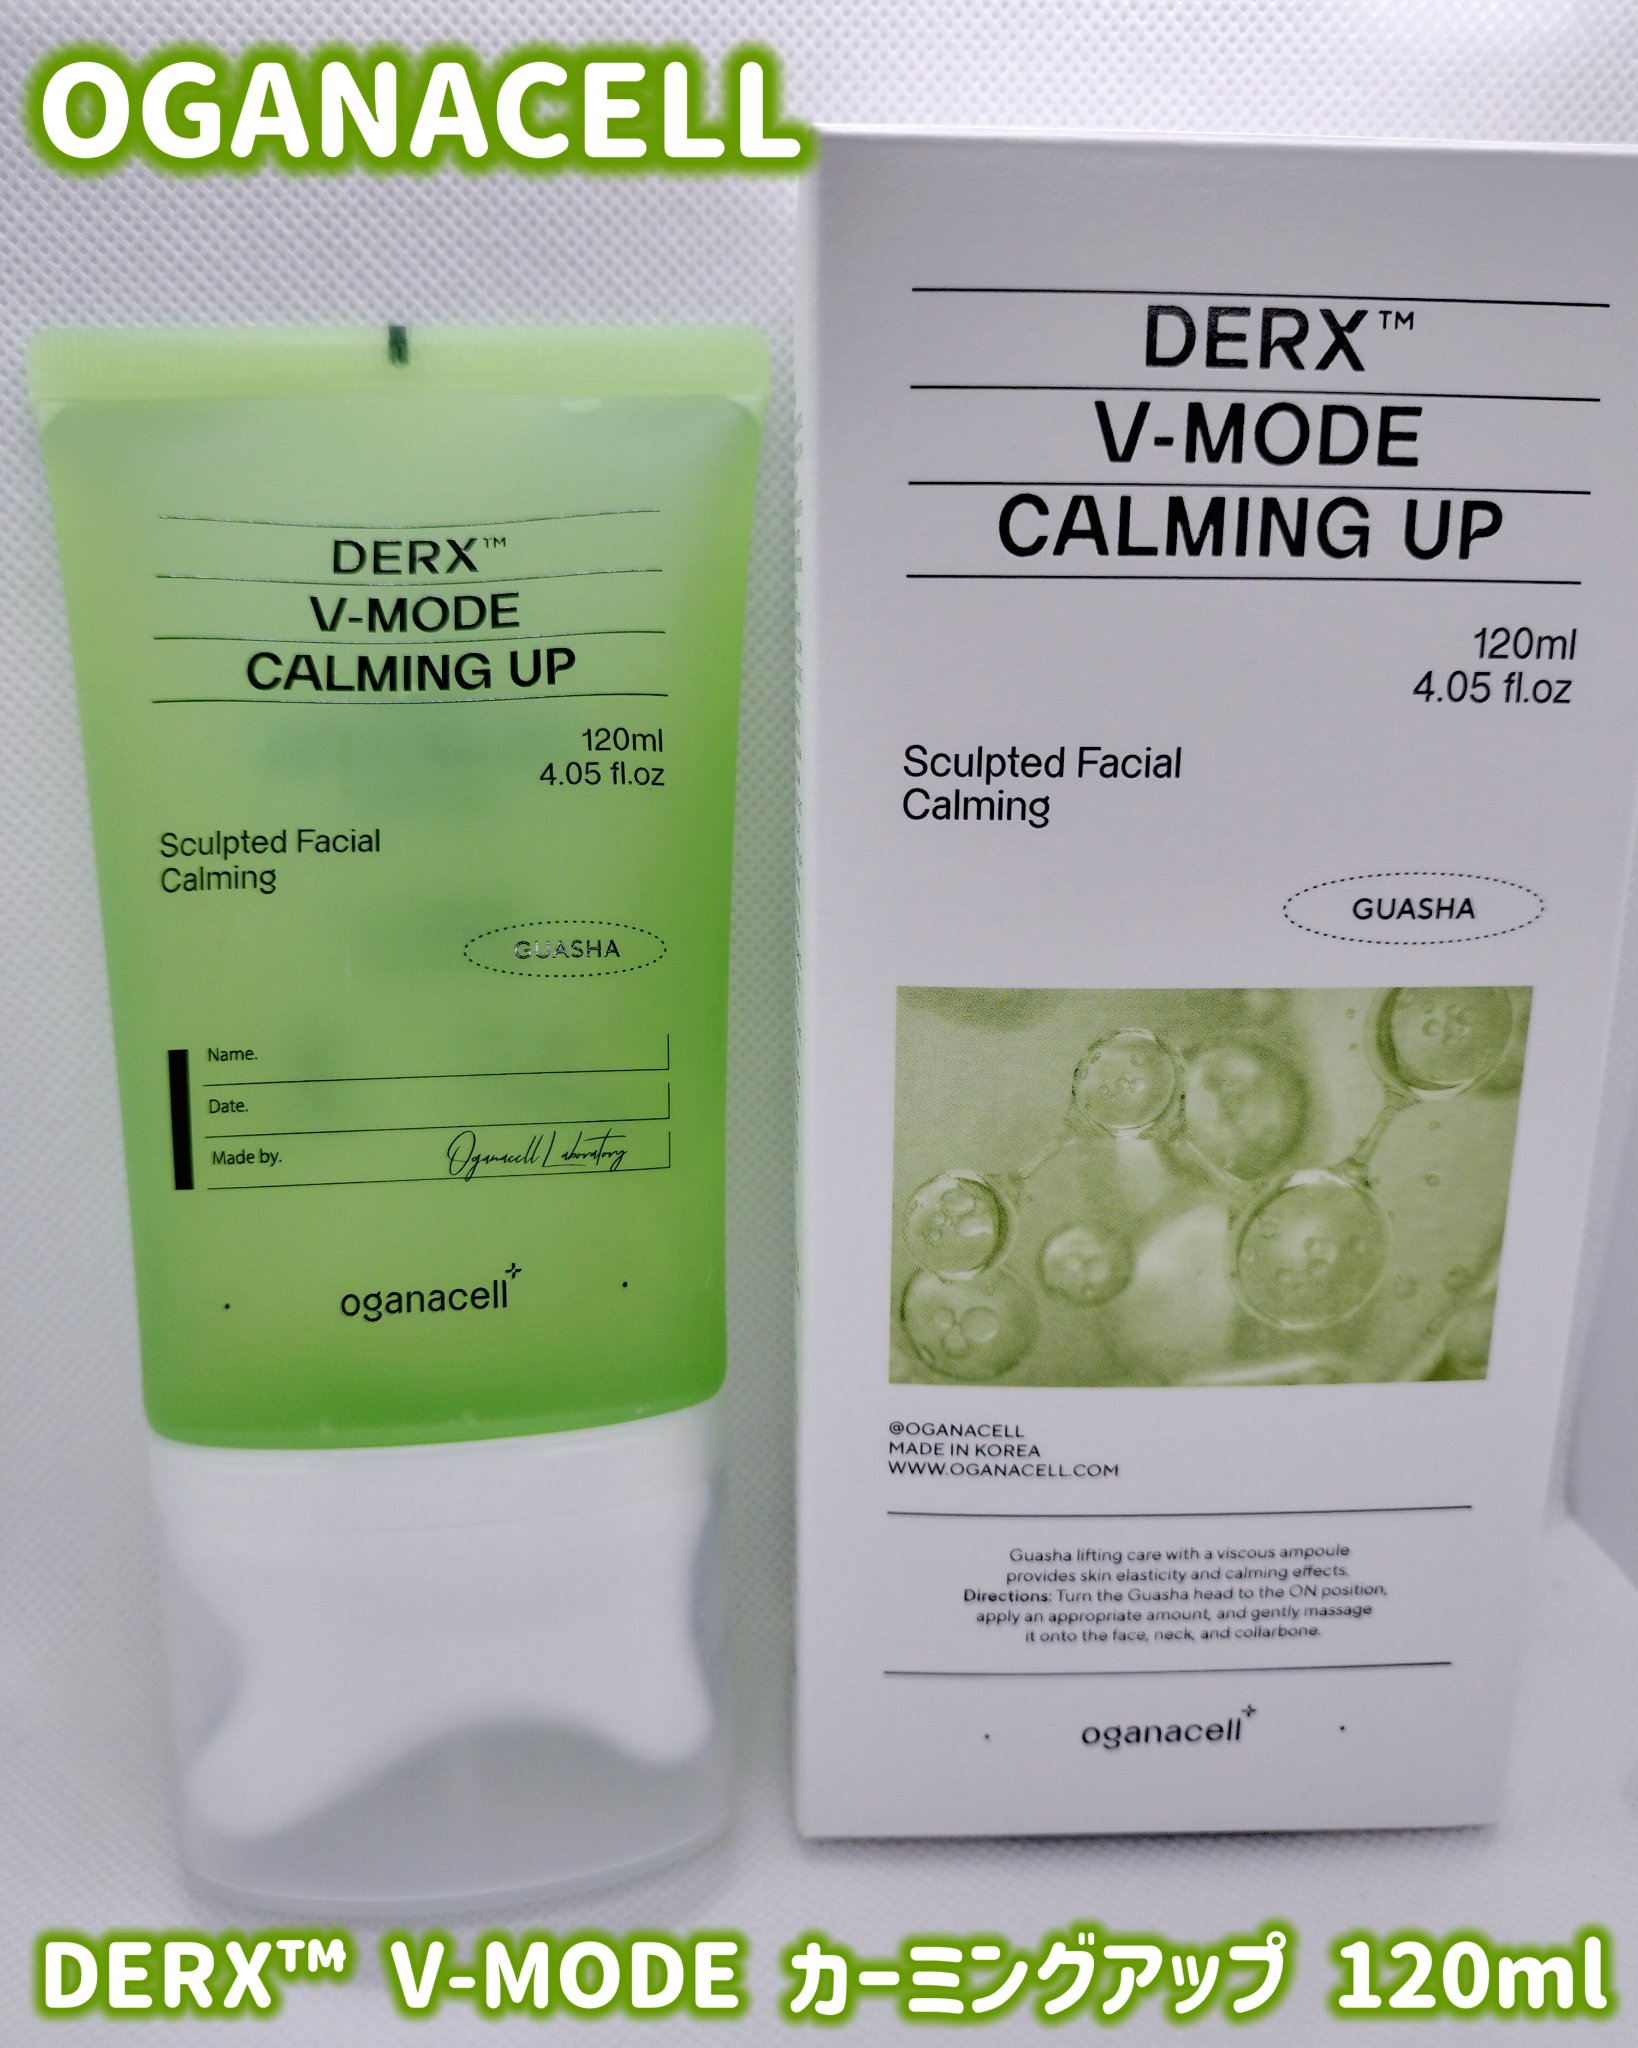 OGANACELL
DERX™
V-MODE
CALMING UP
120ml
4.05 fl.oz
Sculpted Facial
Calming
GUASHA
Name.
Date.
Made by. Oganacell Laboratory
oganacell
DERX™
V-MODE
CALMING UP
120ml
4.05 fl.oz
Sculpted Facial
Calming
GUASHA
@OGANACELL
MADE IN KOREA
WWW.OGANACELL.COM
Guasha lifting care with a viscous ampoule
provides skin elasticity and calming effects.
Directions: Turn the Guasha head to the ON position,
apply an appropriate amount, and gently massage
it onto the face, neck, and collarbone.
oganacell
DERX™ V-MODE カーミングアップ 120ml